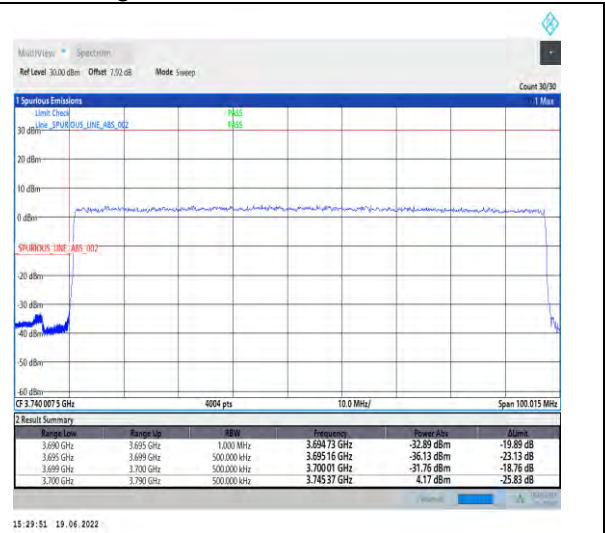 MultiView Spectrum
Ref Level 30.00 dBm Offset 7.92 dB Mode Sweep
Count 30/30
1 Spurious Emissions 1 Max
Limit Check PASS
Line _SPURIOUS_LINE_ABS_002 PASS
30 dBm
20 dBm
10 dBm
0 dBm
SPURIOUS_LINE_ABS_002
-20 dBm
-30 dBm
-40 dBm
-50 dBm
-60 dBm
CF 3.740 007 5 GHz 4004 pts 10.0 MHz/ Span 100.015 MHz
2 Result Summary
Range Low Range Up RBW Frequency Power Abs ΔLimit
3.690 GHz 3.695 GHz 1.000 MHz 3.694 73 GHz -32.89 dBm -19.89 dB
3.695 GHz 3.699 GHz 500.000 kHz 3.695 16 GHz -36.13 dBm -23.13 dB
3.699 GHz 3.700 GHz 500.000 kHz 3.700 01 GHz -31.76 dBm -18.76 dB
3.700 GHz 3.790 GHz 500.000 kHz 3.745 37 GHz 4.17 dBm -25.83 dB
15:29:51 19.06.2022